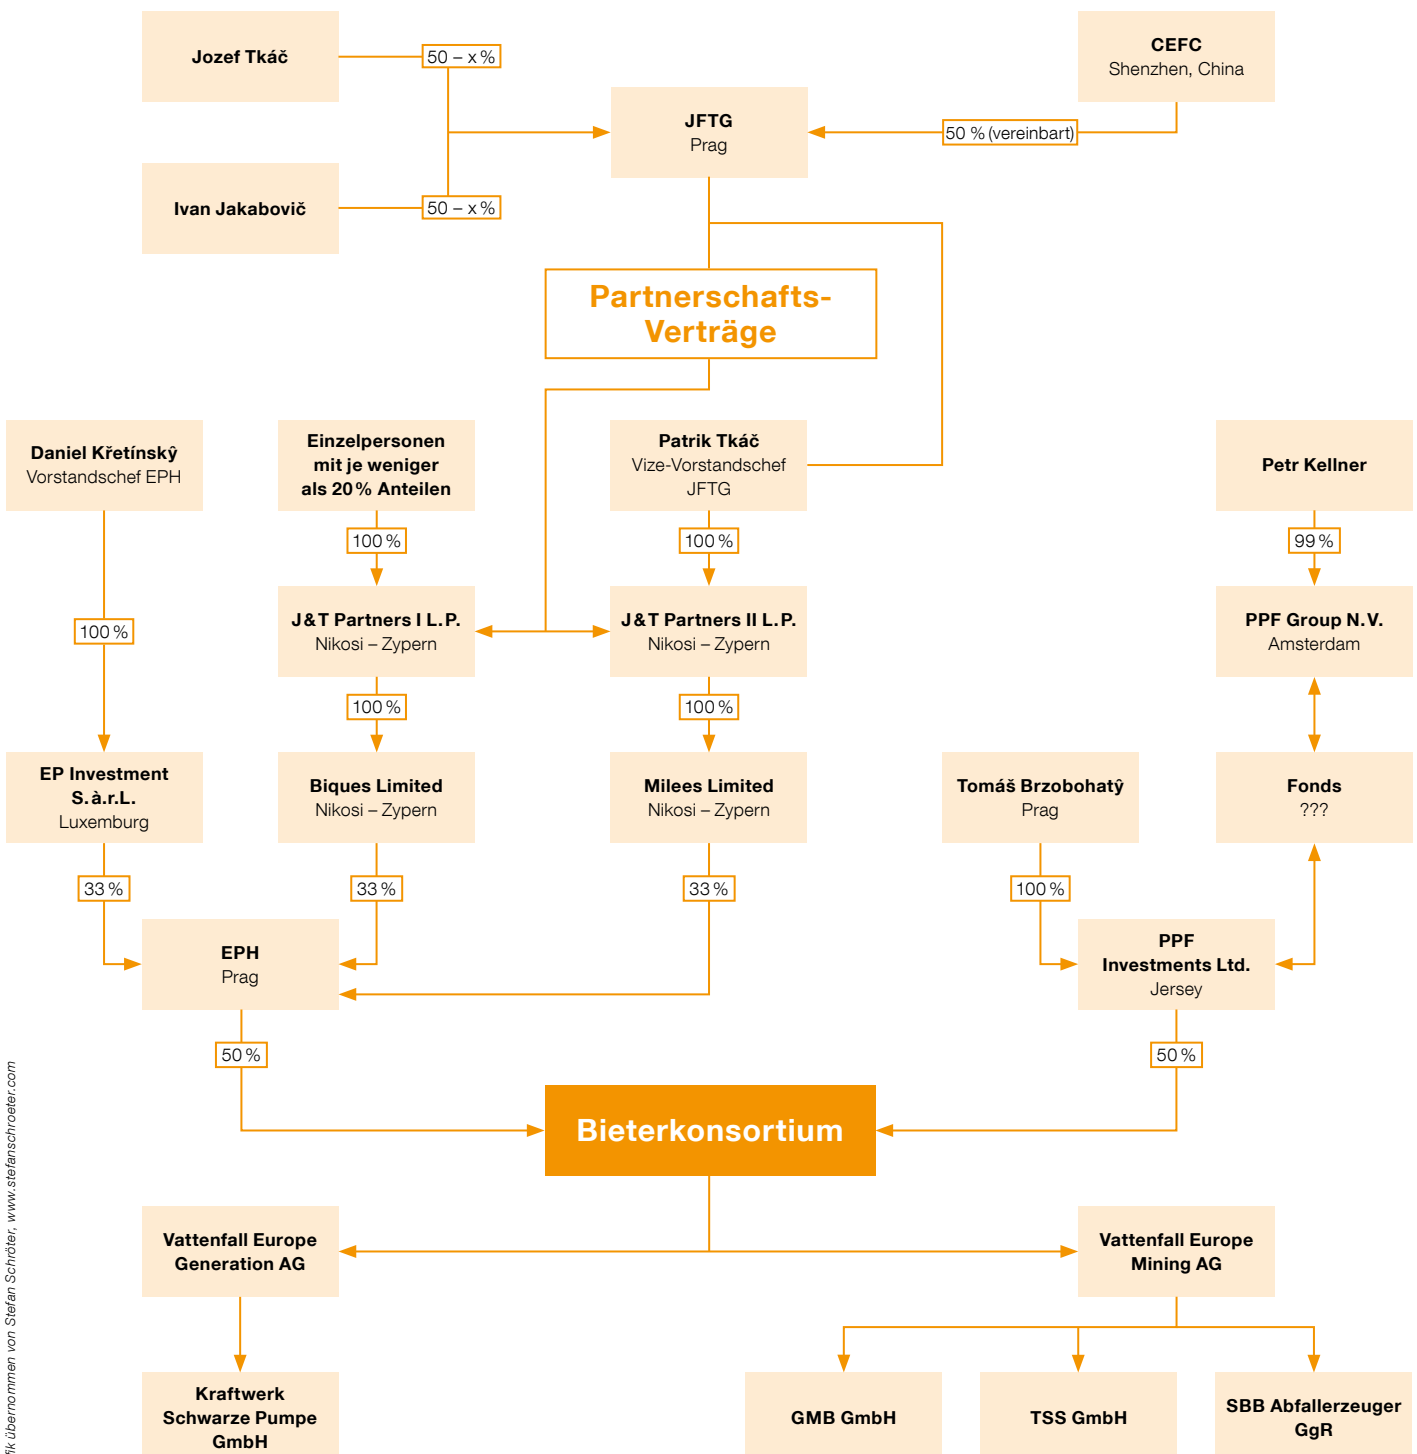 Jozef Tkáč
50 – x %
CEFC
Shenzhen, China
JFTG
Prag
50 % (vereinbart)
Ivan Jakabovič
50 – x %
Partnerschafts-
Verträge
Daniel Křetínskŷ
Vorstandschef EPH
Einzelpersonen
mit je weniger
als 20 % Anteilen
Patrik Tkáč
Vize-Vorstandschef
JFTG
Petr Kellner
100 %
100 %
99 %
100 %
J & T Partners I L. P.
Nikosi – Zypern
J & T Partners II L. P.
Nikosi – Zypern
PPF Group N. V.
Amsterdam
100 %
100 %
EP Investment
S. à.r.L.
Luxemburg
Biques Limited
Nikosi – Zypern
Milees Limited
Nikosi – Zypern
Tomáš Brzobohatŷ
Prag
Fonds
???
33 %
33 %
33 %
100 %
EPH
Prag
PPF
Investments Ltd.
Jersey
50 %
50 %
Bieterkonsortium
Vattenfall Europe
Generation AG
Vattenfall Europe
Mining AG
Kraftwerk
Schwarze Pumpe
GmbH
GMB GmbH
TSS GmbH
SBB Abfallerzeuger
GgR
übernommen von Stefan Schröter, www.stefanschroeter.com